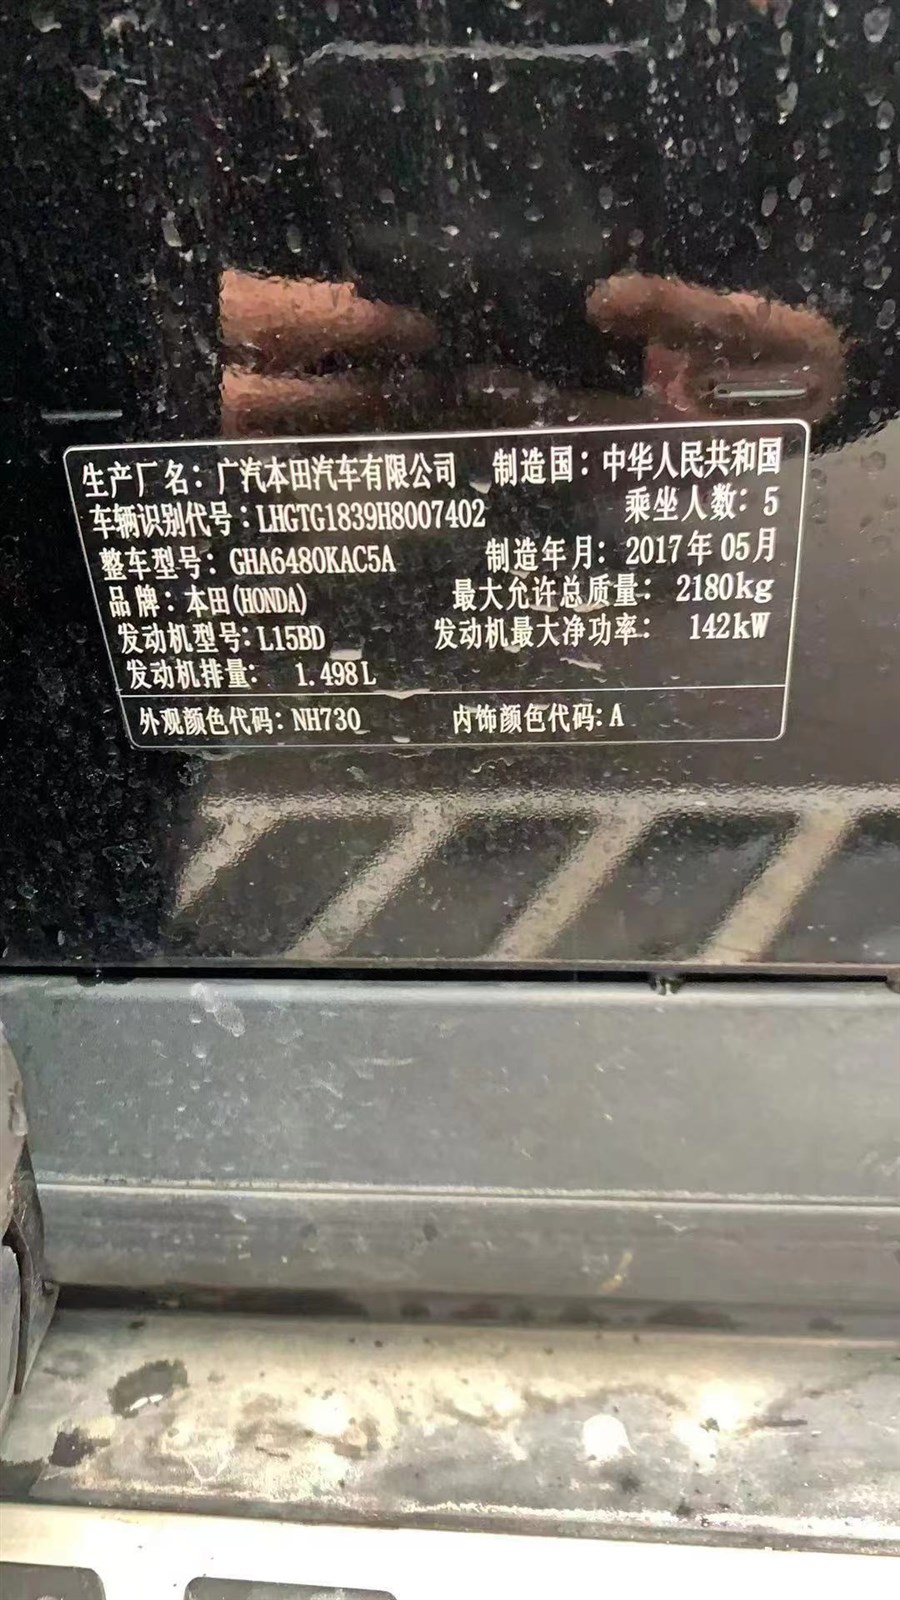 生产厂名：广汽本田汽车有限公司 制造国：中华人民共和国
车辆识别代号：LHGTG1839H8007402 乘坐人数：5
整车型号：GHA6480KAC5A 制造年月：2017年05月
品牌：本田(HONDA) 最大允许总质量：2180kg
发动机型号：L15BD 发动机最大净功率：142kW
发动机排量：1.498L
外观颜色代码：NH730 内饰颜色代码：A